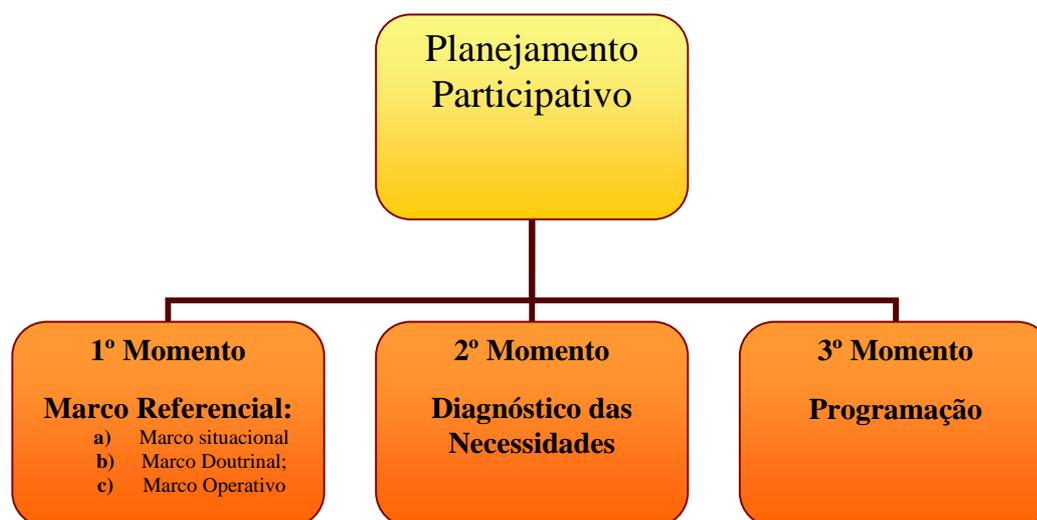 Planejamento
Participativo
1º Momento
Marco Referencial:
a) Marco situacional
b) Marco Doutrinal;
c) Marco Operativo
2º Momento
Diagnóstico das
Necessidades
3º Momento
Programação